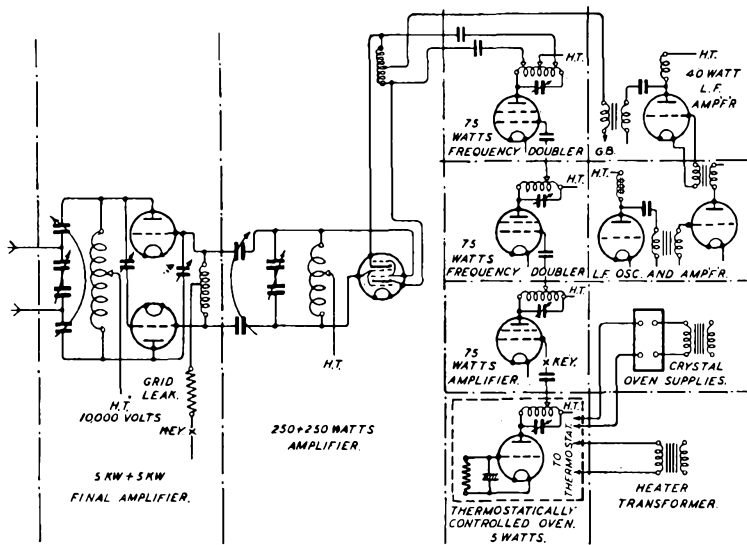 H.T.
40 WATT
L.F.
AMPF'R
75
WATTS
FREQUENCY DOUBLER
G.B.
H.T.
H.T.
75
WATTS
FREQUENCY DOUBLER
L.F. OSC. AND AMPF'R.
H.T.
H.T.
75
WATTS
AMPLIFIER.
KEY.
CRYSTAL
OVEN SUPPLIES.
GRID
LEAK.
H.T.
10,000 VOLTS
KEY
250+250 WATTS
AMPLIFIER.
H.T.
TO
THERMOSTAT.
5 KW + 5 KW
FINAL AMPLIFIER.
THERMOSTATICALLY
CONTROLLED OVEN.
5 WATTS.
HEATER
TRANSFORMER.